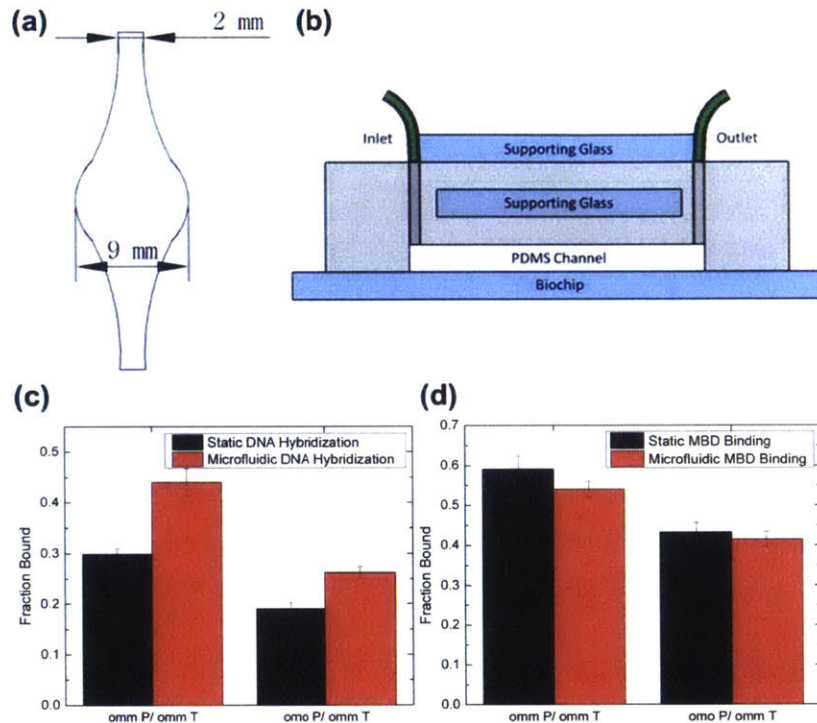 (a)
2 mm
9 mm
(b)
Inlet
Outlet
Supporting Glass
Supporting Glass
PDMS Channel
Biochip
(c)
Static DNA Hybridization
Microfluidic DNA Hybridization
Fraction Bound
0.5
0.4
0.3
0.2
0.1
0.0
omm P/ omm T
omo P/ omm T
(d)
Static MBD Binding
Microfluidic MBD Binding
Fraction Bound
0.7
0.6
0.5
0.4
0.3
0.2
0.1
0.0
omm P/ omm T
omo P/ omm T